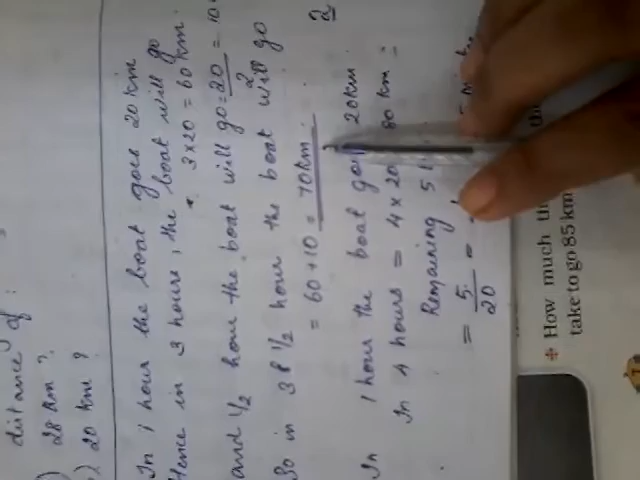 distance of :
28 km ?
) 20 km ?
In 1 hour the boat goes 20 km
Hence in 3 hours, the boat will go
3 x 20 = 60 km.
and 1/2 hour the boat will go = 20/2 = 10
So in 3 & 1/2 hour the boat will go
= 60 + 10 = 70 km.
2
In 1 hour the boat 20 km
In 4 hours = 4 x 20 80 km
Remaining 5
= 5/20 =
How much
take to go 85 km